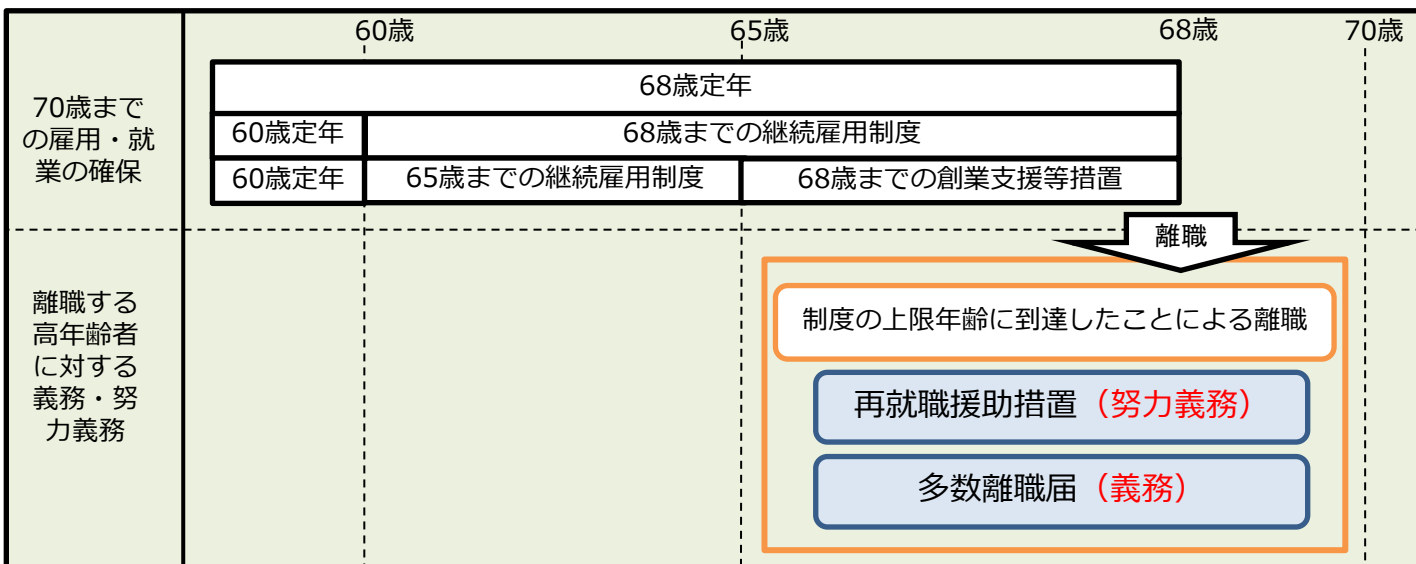 60歳 65歳 68歳 70歳
70歳まで
の雇用・就
業の確保
68歳定年
60歳定年 68歳までの継続雇用制度
60歳定年 65歳までの継続雇用制度 68歳までの創業支援等措置
離職
離職する
高年齢者
に対する
義務・努
力義務
制度の上限年齢に到達したことによる離職
再就職援助措置（努力義務）
多数離職届（義務）